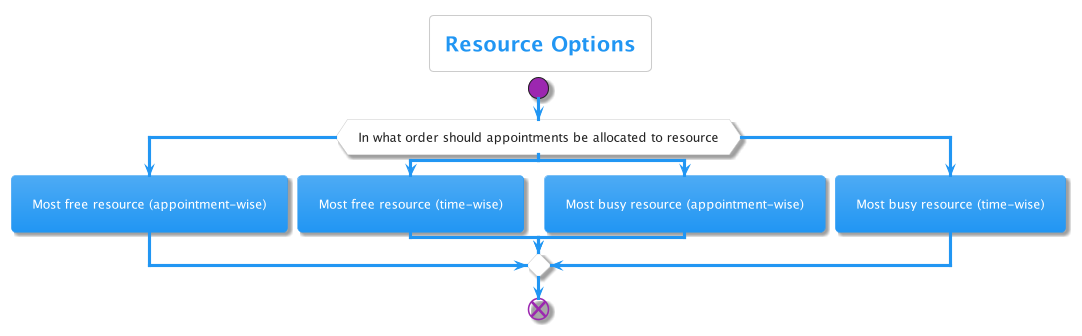 Resource Options
In what order should appointments be allocated to resource
Most free resource (appointment-wise)
Most free resource (time-wise)
Most busy resource (appointment-wise)
Most busy resource (time-wise)